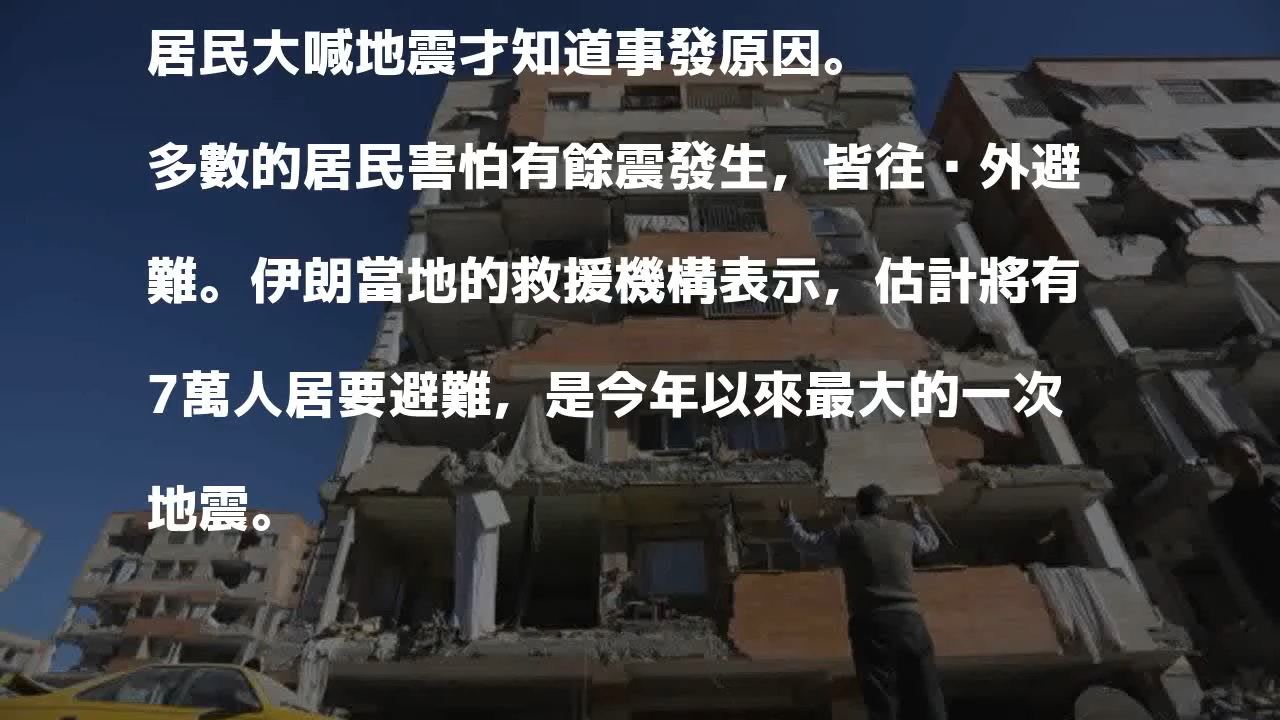 居民大喊地震才知道事發原因。
多數的居民害怕有餘震發生，皆往·外避
難。伊朗當地的救援機構表示，估計將有
7萬人居要避難，是今年以來最大的一次
地震。